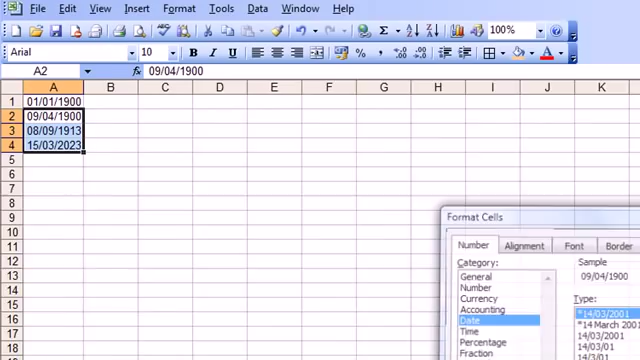 File Edit View Insert Format Tools Data Window Help
100%
Arial 10 B I U
A2 fx 09/04/1900
A B C D E F G H I J K
1 01/01/1900
2 09/04/1900
3 08/09/1913
4 15/03/2023
5
6
7
8
9
10
11
12
13
14
15
16
17
18
Format Cells
Number Alignment Font Border
Category:
General
Number
Currency
Accounting
Date
Time
Percentage
Fraction
Sample
09/04/1900
Type:
*14/03/2001
*14 March 2001
14/03/2001
14/03/01
14/3/01